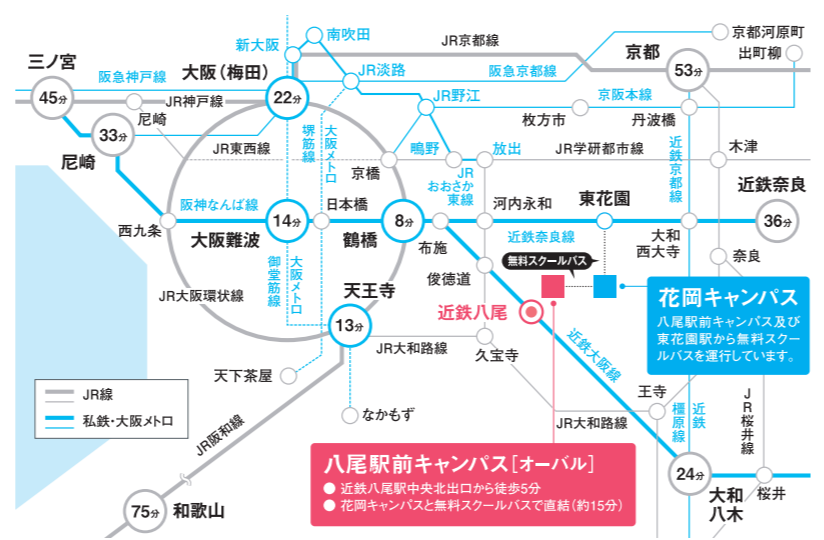 南吹田
京都河原町
新大阪
JR京都線
京都
出町柳
三ノ宮
阪急神戸線
大阪（梅田）
JR淡路
阪急京都線
53分
45分
JR神戸線
22分
JR野江
京阪本線
尼崎
枚方市
丹波橋
33分
尼崎
JR東西線
堺筋線
大阪メトロ
京橋
鴫野
放出
JR学研都市線
木津
JR
おおさか
東線
近鉄京都線
阪神なんば線
日本橋
河内永和
東花園
近鉄奈良
西九条
14分
8分
36分
大阪難波
鶴橋
布施
近鉄奈良線
大和
西大寺
奈良
無料スクールバス
御堂筋線
大阪メトロ
俊徳道
JR大阪環状線
天王寺
近鉄八尾
13分
花岡キャンパス
八尾駅前キャンパス及び
東花園駅から無料スクー
ルバスを運行しています。
JR大和路線
久宝寺
近鉄大阪線
天下茶屋
王寺
JR線
私鉄・大阪メトロ
なかもず
JR大和路線
橿原線
近鉄
JR桜井線
JR阪和線
八尾駅前キャンパス［オーバル］
● 近鉄八尾駅中央北出口から徒歩5分
● 花岡キャンパスと無料スクールバスで直結（約15分）
24分
大和
八木
桜井
75分
和歌山